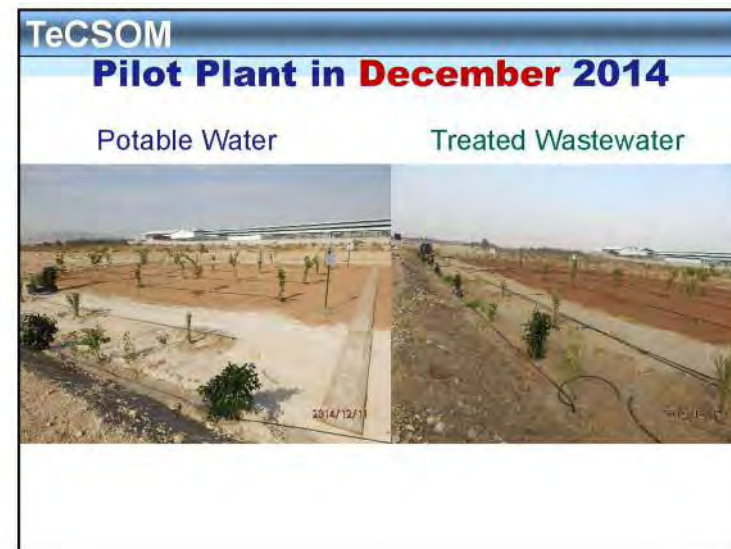 TeCSOM
Pilot Plant in December 2014
Potable Water
Treated Wastewater
2014/12/11